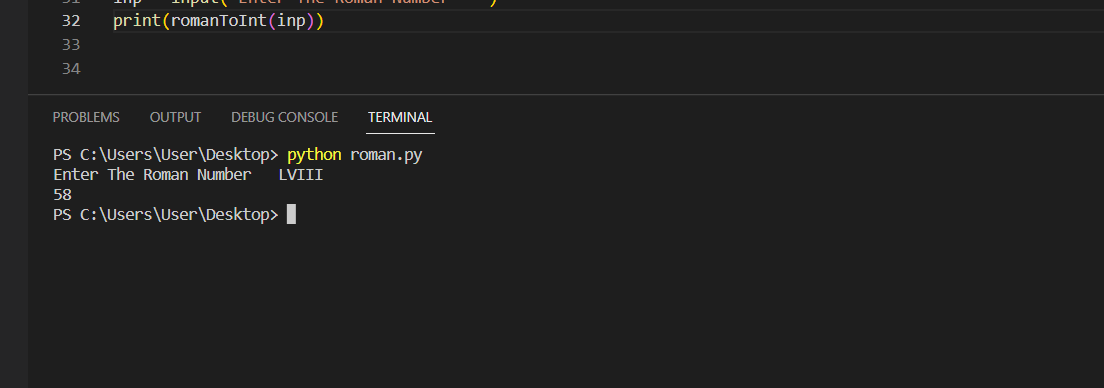 32 print(romanToInt(inp))
33
34
PROBLEMS OUTPUT DEBUG CONSOLE TERMINAL
PS C:\Users\User\Desktop> python roman.py
Enter The Roman Number   LVIII
58
PS C:\Users\User\Desktop>